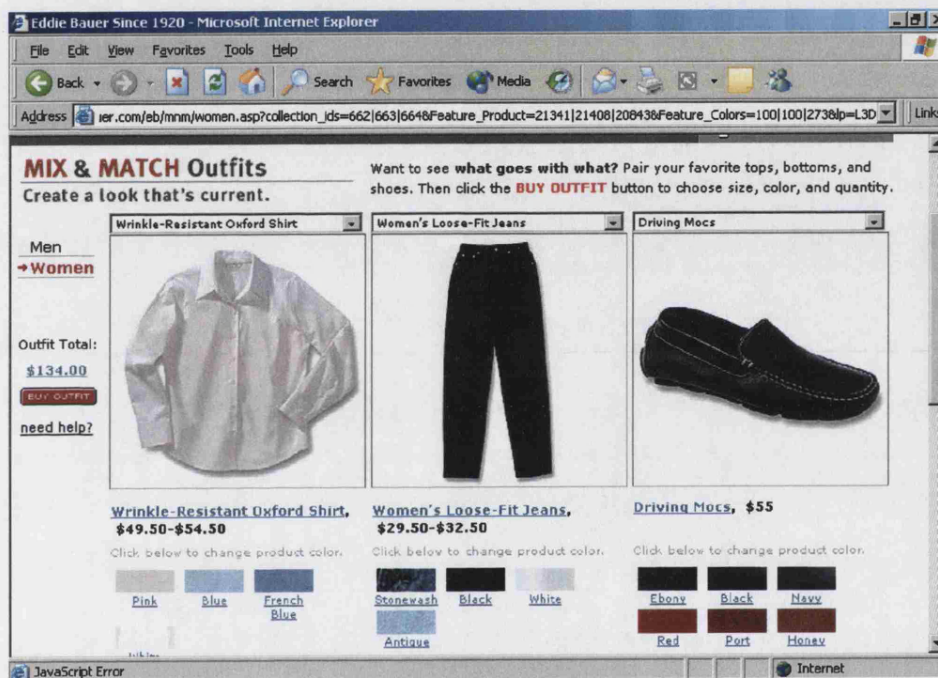 Eddie Bauer Since 1920 - Microsoft Internet Explorer
File Edit View Favorites Tools Help
Back Search Favorites Media
Address ier.com/eb/mnm/women.asp?collection_ids=662|663|664&Feature_Product=21341|21408|20843&Feature_Colors=100|100|273&lp=L3D Links
MIX & MATCH Outfits
Create a look that's current.
Want to see what goes with what? Pair your favorite tops, bottoms, and
shoes. Then click the BUY OUTFIT button to choose size, color, and quantity.
Men
Women
Outfit Total:
$134.00
BUY OUTFIT
need help?
Wrinkle-Resistant Oxford Shirt
Women's Loose-Fit Jeans
Driving Mocs
Wrinkle-Resistant Oxford Shirt,
$49.50-$54.50
Click below to change product color.
Pink Blue French
Blue
Women's Loose-Fit Jeans,
$29.50-$32.50
Click below to change product color.
Stonewash Black White
Antique
Driving Mocs, $55
Click below to change product color.
Ebony Black Navy
Red Port Honey
JavaScript Error Internet